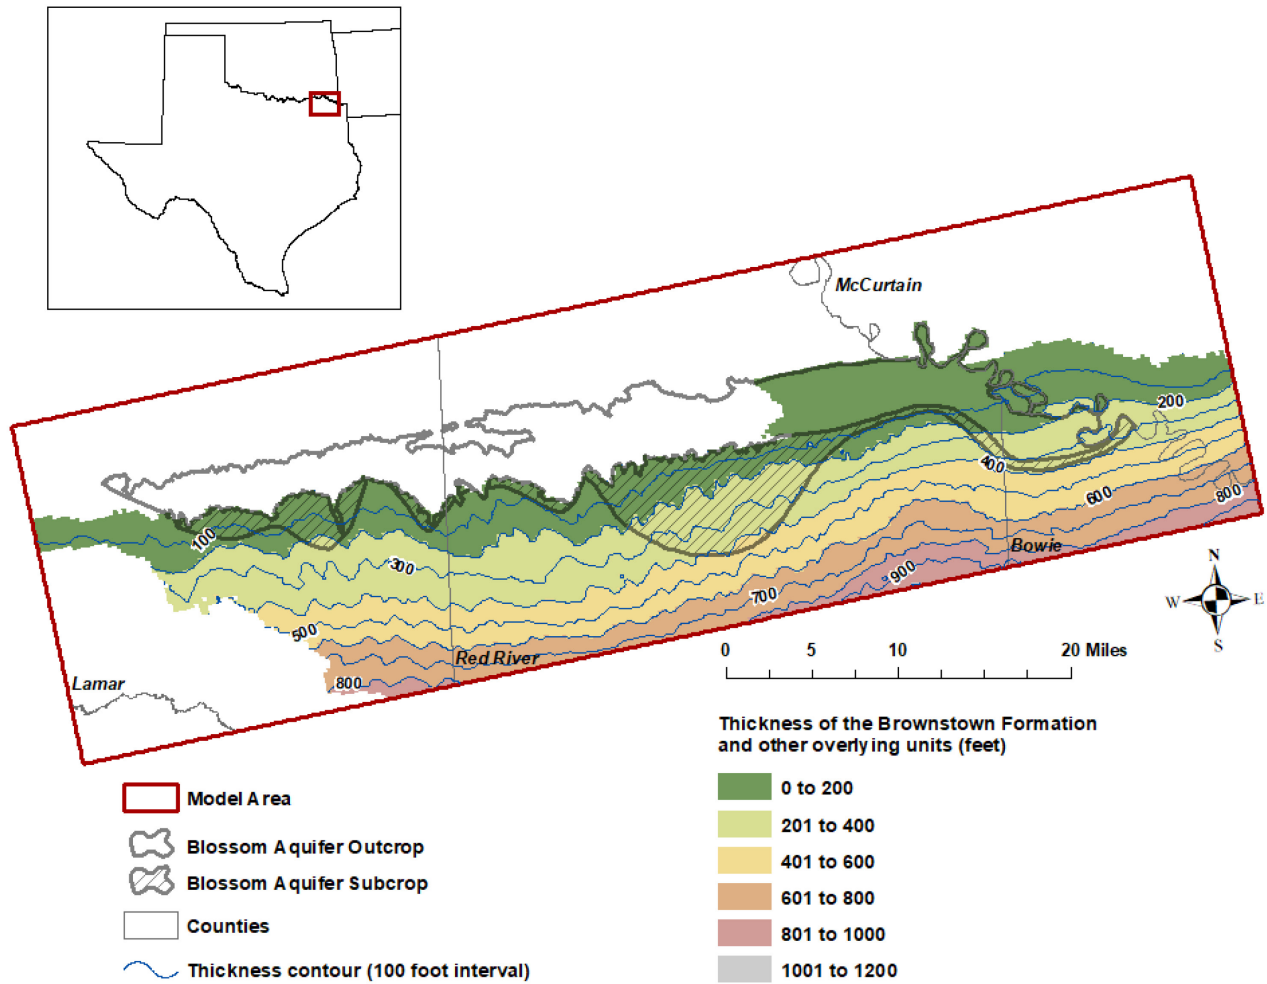 McCurtain
200
400
600
800
100
300
Bowie
900
700
500
Red River
800
Lamar
N
W
E
S
0 5 10 20 Miles
Thickness of the Brownstown Formation
and other overlying units (feet)
0 to 200
201 to 400
401 to 600
601 to 800
801 to 1000
1001 to 1200
Model Area
Blossom Aquifer Outcrop
Blossom Aquifer Subcrop
Counties
Thickness contour (100 foot interval)